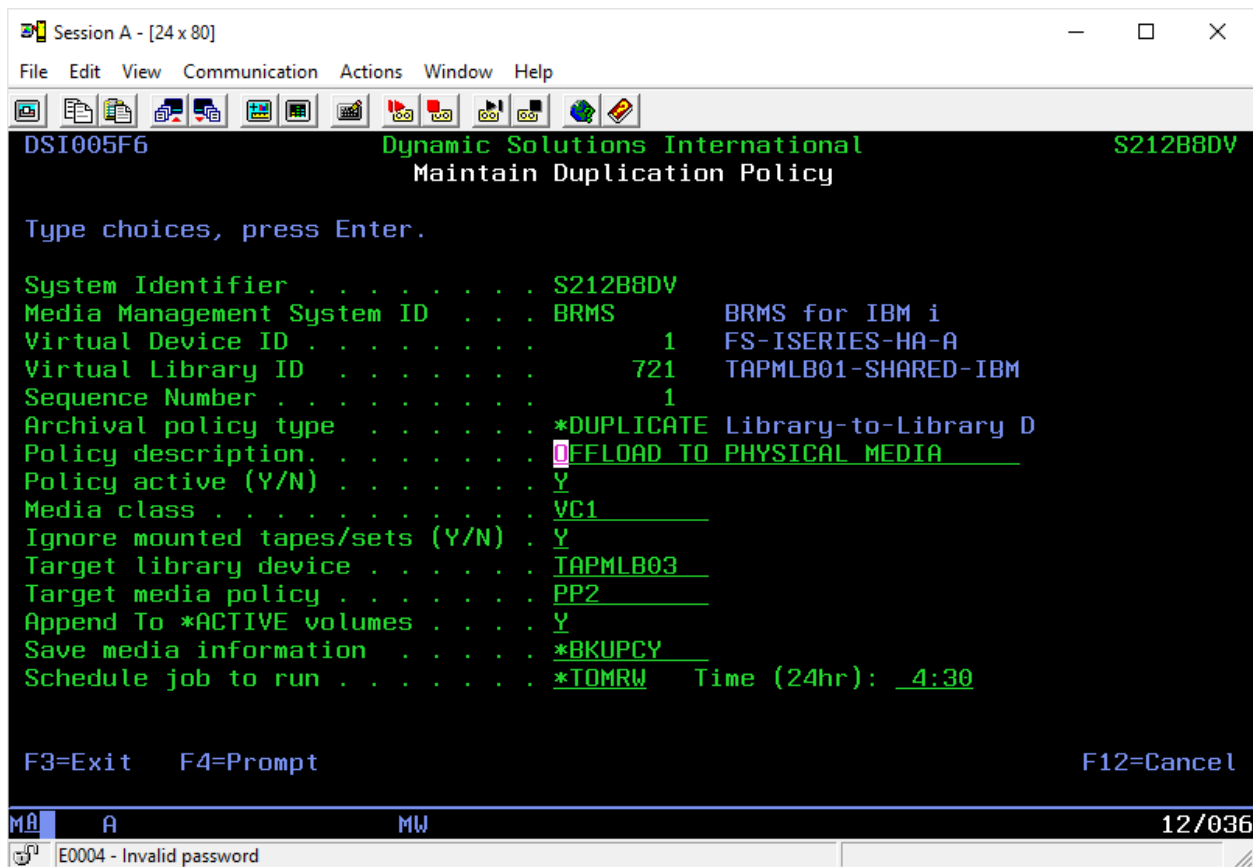 Session A - [24 x 80]
File Edit View Communication Actions Window Help
DSI005F6 Dynamic Solutions International S212B8DV
Maintain Duplication Policy
Type choices, press Enter.
System Identifier . . . . . . . . S212B8DV
Media Management System ID . . . BRMS BRMS for IBM i
Virtual Device ID . . . . . . . . 1 FS-ISERIES-HA-A
Virtual Library ID . . . . . . . 721 TAPMLB01-SHARED-IBM
Sequence Number . . . . . . . . . 1
Archival policy type . . . . . . *DUPLICATE Library-to-Library D
Policy description. . . . . . . . OFFLOAD TO PHYSICAL MEDIA
Policy active (Y/N) . . . . . . . Y
Media class . . . . . . . . . . . VC1
Ignore mounted tapes/sets (Y/N) . Y
Target library device . . . . . . TAPMLB03
Target media policy . . . . . . . PP2
Append To *ACTIVE volumes . . . . Y
Save media information . . . . . *BKUPCY
Schedule job to run . . . . . . . *TOMRW Time (24hr): 4:30
F3=Exit F4=Prompt F12=Cancel
MA A MW 12/036
E0004 - Invalid password